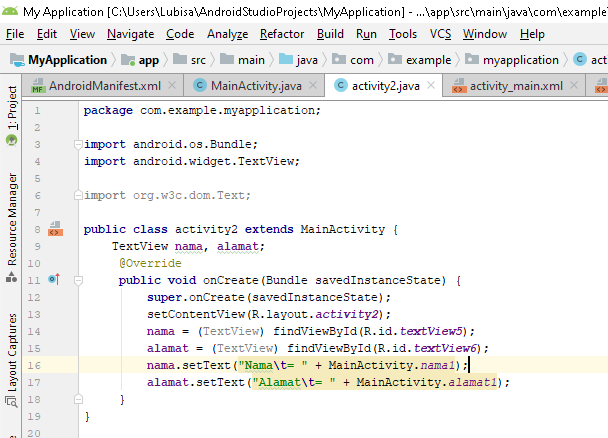 My Application [C:\Users\Lubisa\AndroidStudioProjects\MyApplication] - ...\app\src\main\java\com\example
File Edit View Navigate Code Analyze Refactor Build Run Tools VCS Window Help
MyApplication app src main java com example myapplication
AndroidManifest.xml MainActivity.java activity2.java activity_main.xml
1: Project
Resource Manager
Layout Captures
1 package com.example.myapplication;
2
3 import android.os.Bundle;
4 import android.widget.TextView;
5
6 import org.w3c.dom.Text;
7
8 public class activity2 extends MainActivity {
9 TextView nama, alamat;
10 @Override
11 public void onCreate(Bundle savedInstanceState) {
12 super.onCreate(savedInstanceState);
13 setContentView(R.layout.activity2);
14 nama = (TextView) findViewById(R.id.textView5);
15 alamat = (TextView) findViewById(R.id.textView6);
16 nama.setText("Nama\t= " + MainActivity.nama1);
17 alamat.setText("Alamat\t= " + MainActivity.alamat1);
18 }
19 }
20